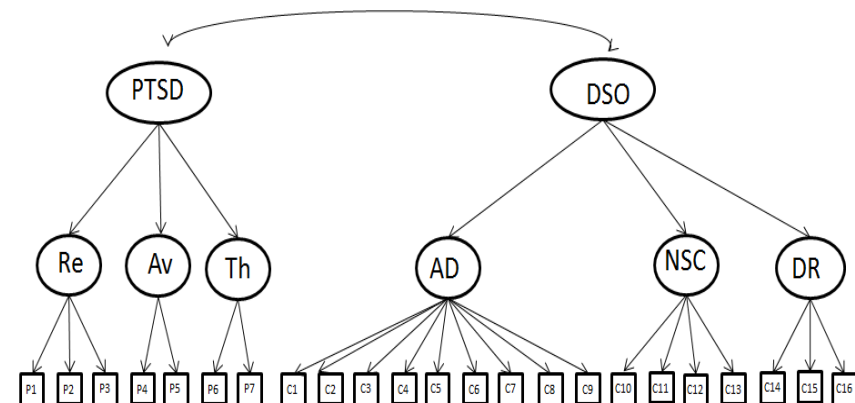 PTSD DSO
Re Av Th AD NSC DR
P1 P2 P3 P4 P5 P6 P7 C1 C2 C3 C4 C5 C6 C7 C8 C9 C10 C11 C12 C13 C14 C15 C16